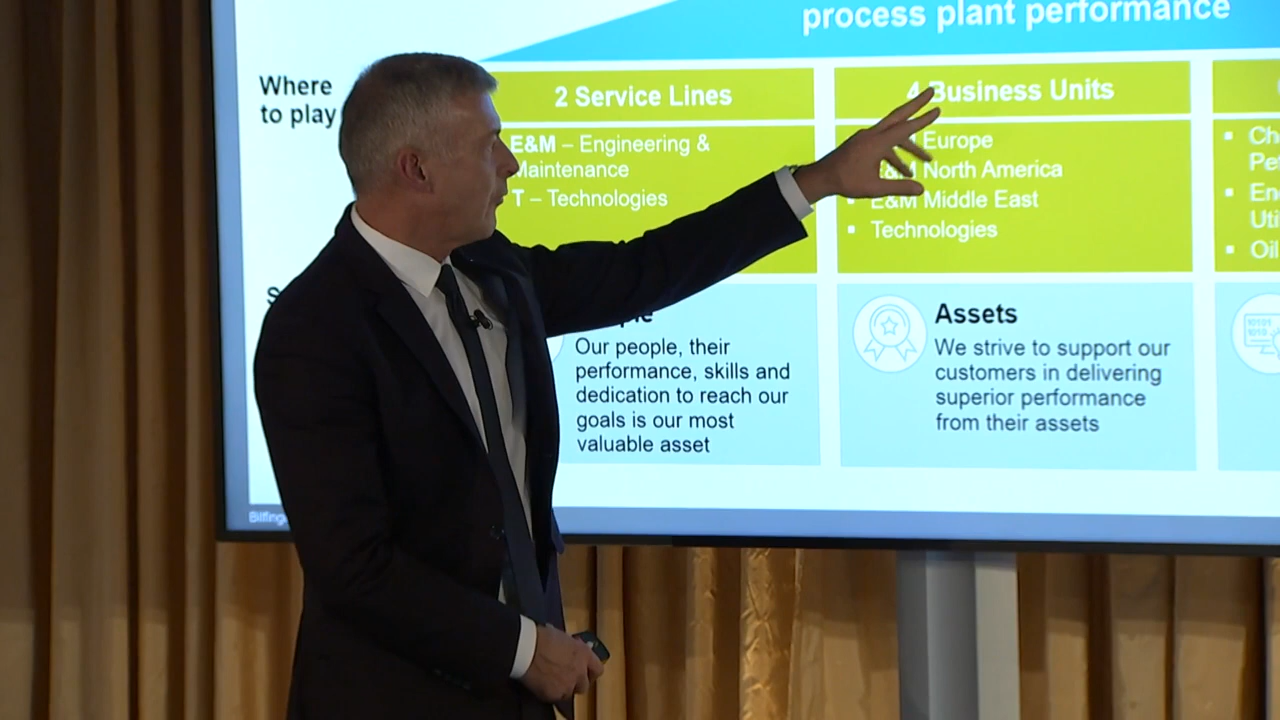 process plant performance
Where
to play
2 Service Lines
E&M – Engineering &
Maintenance
T – Technologies
4 Business Units
Europe
E&M North America
E&M Middle East
▪ Technologies
Our people, their
performance, skills and
dedication to reach our
goals is our most
valuable asset
Assets
We strive to support our
customers in delivering
superior performance
from their assets